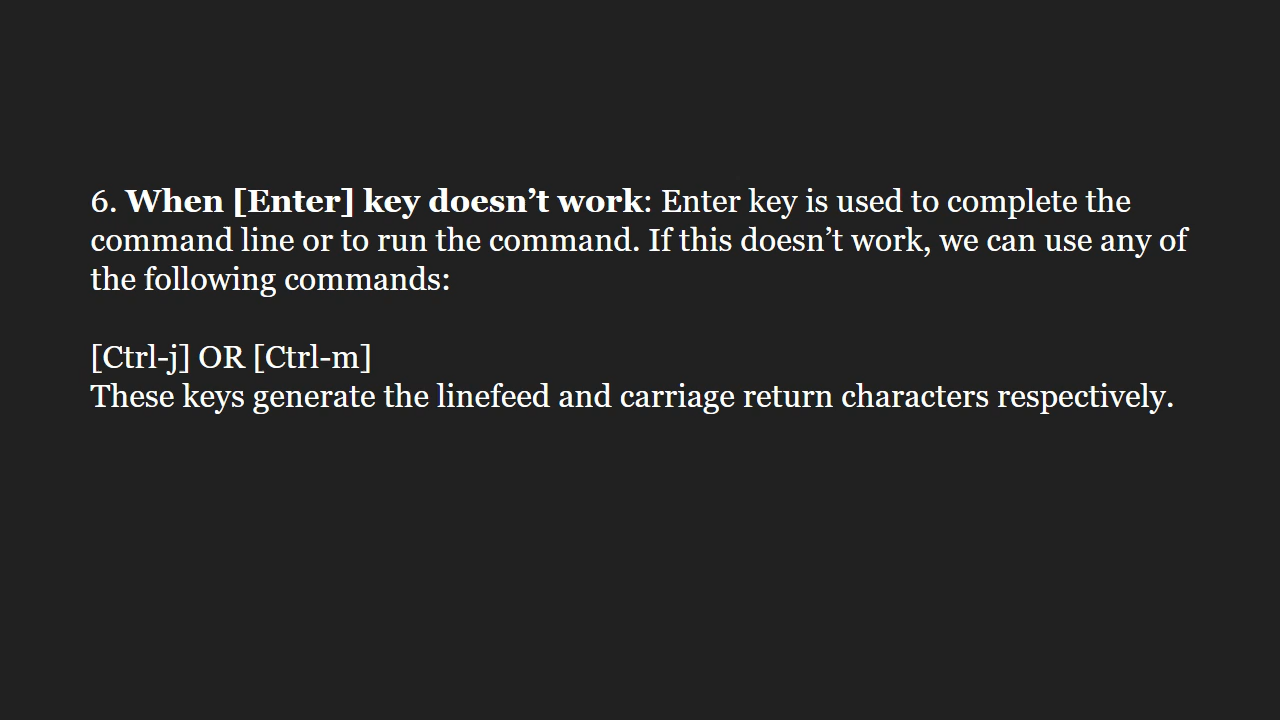 6. When [Enter] key doesn’t work: Enter key is used to complete the
command line or to run the command. If this doesn’t work, we can use any of
the following commands:
[Ctrl-j] OR [Ctrl-m]
These keys generate the linefeed and carriage return characters respectively.